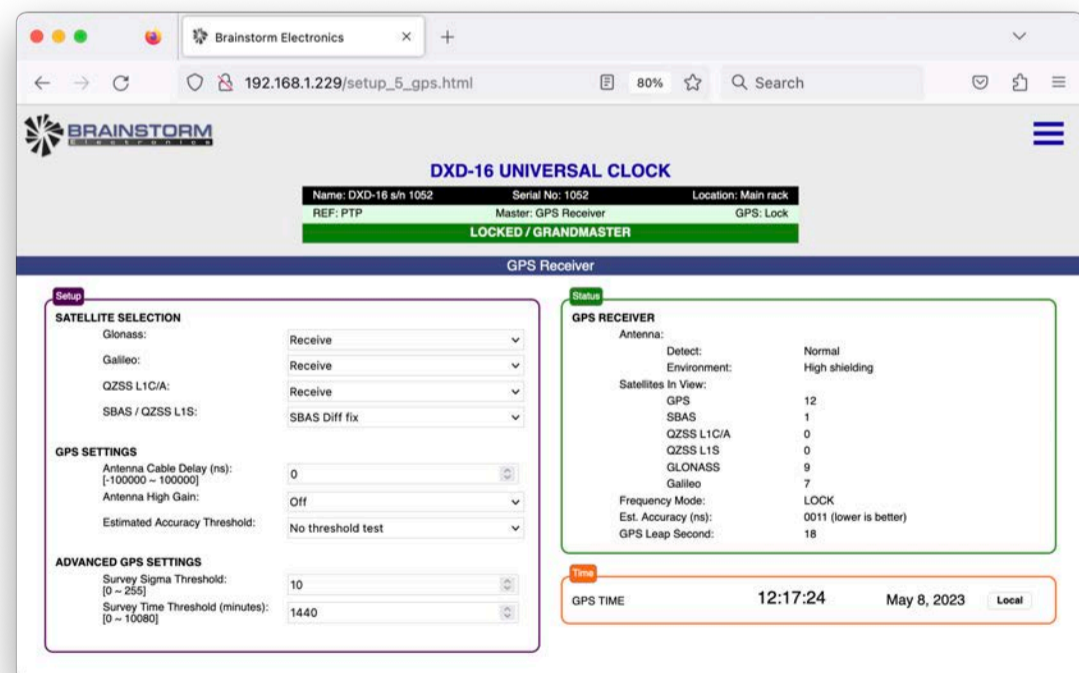 Brainstorm Electronics
192.168.1.229/setup_5_gps.html
80%
Search
BRAINSTORM
Electronics
DXD-16 UNIVERSAL CLOCK
Name: DXD-16 s/n 1052 Serial No: 1052 Location: Main rack
REF: PTP Master: GPS Receiver GPS: Lock
LOCKED / GRANDMASTER
GPS Receiver
Setup
SATELLITE SELECTION
Glonass: Receive
Galileo: Receive
QZSS L1C/A: Receive
SBAS / QZSS L1S: SBAS Diff fix
GPS SETTINGS
Antenna Cable Delay (ns): 0
[-100000 ~ 100000]
Antenna High Gain: Off
Estimated Accuracy Threshold: No threshold test
ADVANCED GPS SETTINGS
Survey Sigma Threshold: 10
[0 ~ 255]
Survey Time Threshold (minutes): 1440
[0 ~ 10080]
Status
GPS RECEIVER
Antenna:
Detect: Normal
Environment: High shielding
Satellites In View:
GPS 12
SBAS 1
QZSS L1C/A 0
QZSS L1S 0
GLONASS 9
Galileo 7
Frequency Mode: LOCK
Est. Accuracy (ns): 0011 (lower is better)
GPS Leap Second: 18
Time
GPS TIME 12:17:24 May 8, 2023 Local